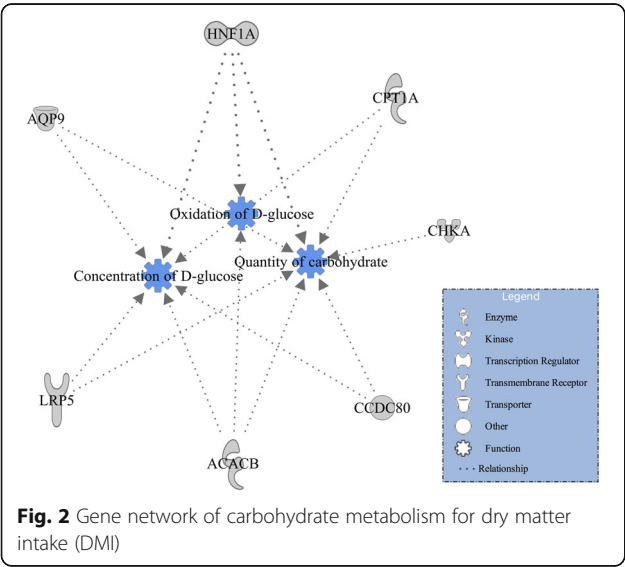 HNF1A
CPT1A
AQP9
Oxidation of D-glucose
CHKA
Quantity of carbohydrate
Concentration of D-glucose
LRP5
CCDC80
ACACB
Legend
Enzyme
Kinase
Transcription Regulator
Transmembrane Receptor
Transporter
Other
Function
Relationship
Fig. 2 Gene network of carbohydrate metabolism for dry matter
intake (DMI)